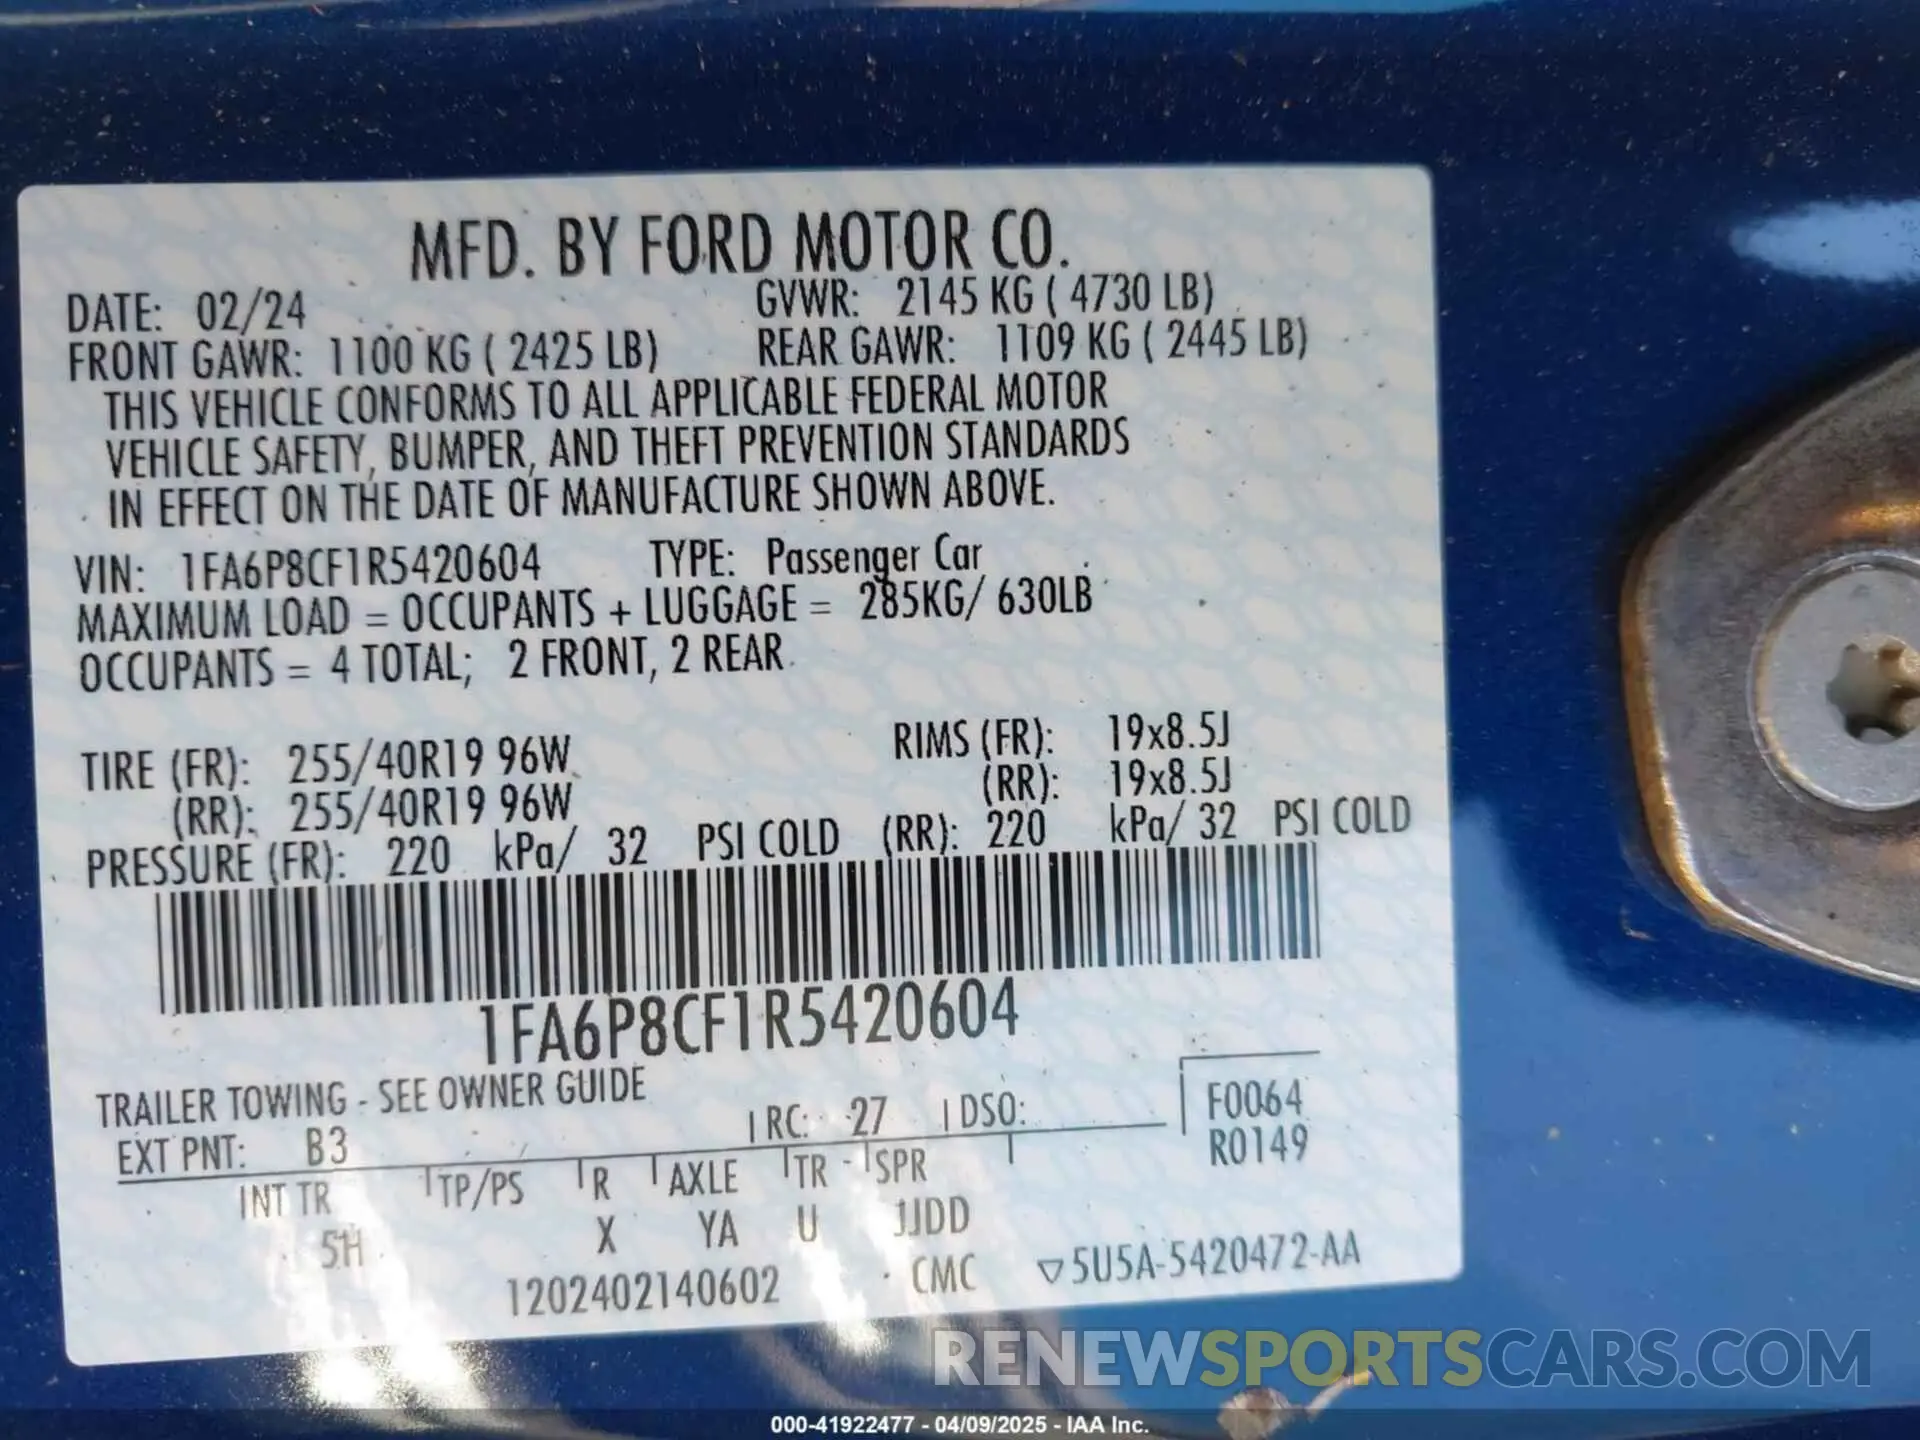 MFD. BY FORD MOTOR CO.
DATE: 02/24 GVWR: 2145 KG ( 4730 LB)
FRONT GAWR: 1100 KG ( 2425 LB) REAR GAWR: 1109 KG ( 2445 LB)
THIS VEHICLE CONFORMS TO ALL APPLICABLE FEDERAL MOTOR
VEHICLE SAFETY, BUMPER, AND THEFT PREVENTION STANDARDS
IN EFFECT ON THE DATE OF MANUFACTURE SHOWN ABOVE.
VIN: 1FA6P8CF1R5420604 TYPE: Passenger Car
MAXIMUM LOAD = OCCUPANTS + LUGGAGE = 285KG/ 630LB
OCCUPANTS = 4 TOTAL; 2 FRONT, 2 REAR
TIRE (FR): 255/40R19 96W RIMS (FR): 19x8.5J
(RR): 255/40R19 96W (RR): 19x8.5J
PRESSURE (FR): 220 kPa/ 32 PSI COLD (RR): 220 kPa/ 32 PSI COLD
1FA6P8CF1R5420604
TRAILER TOWING - SEE OWNER GUIDE
EXT PNT: B3 RC: 27 DSO: F0064
R0149
INT TR TP/PS R AXLE TR SPR
5H X YA U JJDD
1202402140602 CMC ▽5U5A-5420472-AA
RENEWSPORTSCARS.COM
000-41922477 - 04/09/2025 - IAA Inc.